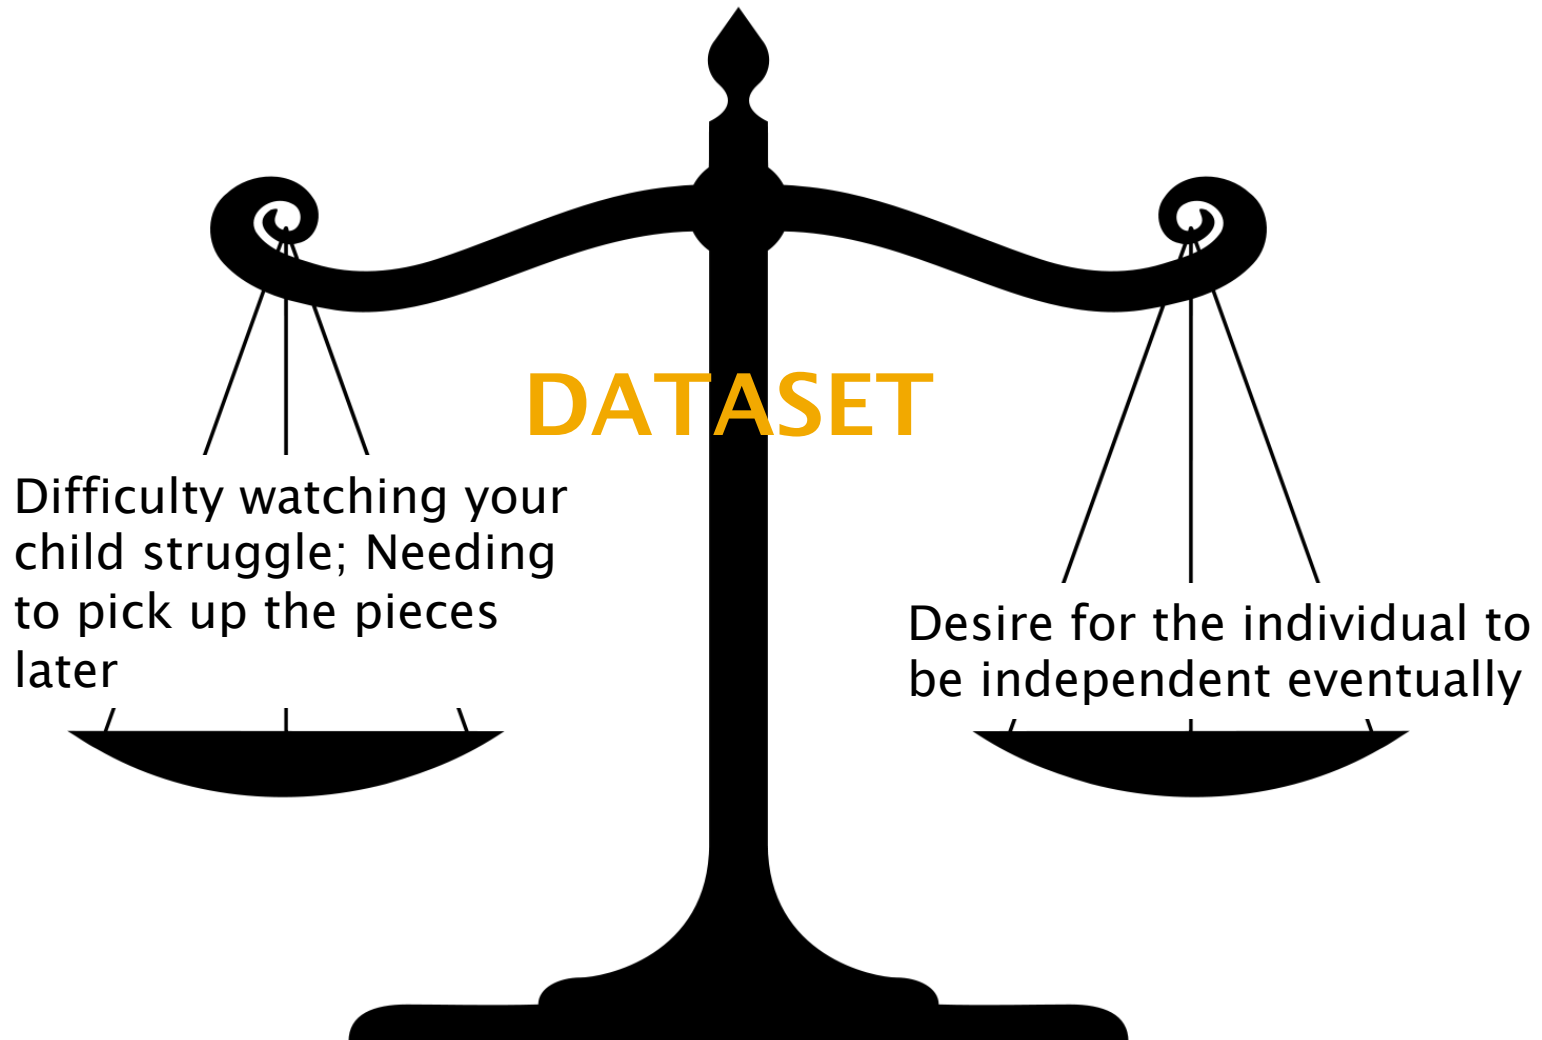 DATASET
Difficulty watching your
child struggle; Needing
to pick up the pieces
later
Desire for the individual to
be independent eventually